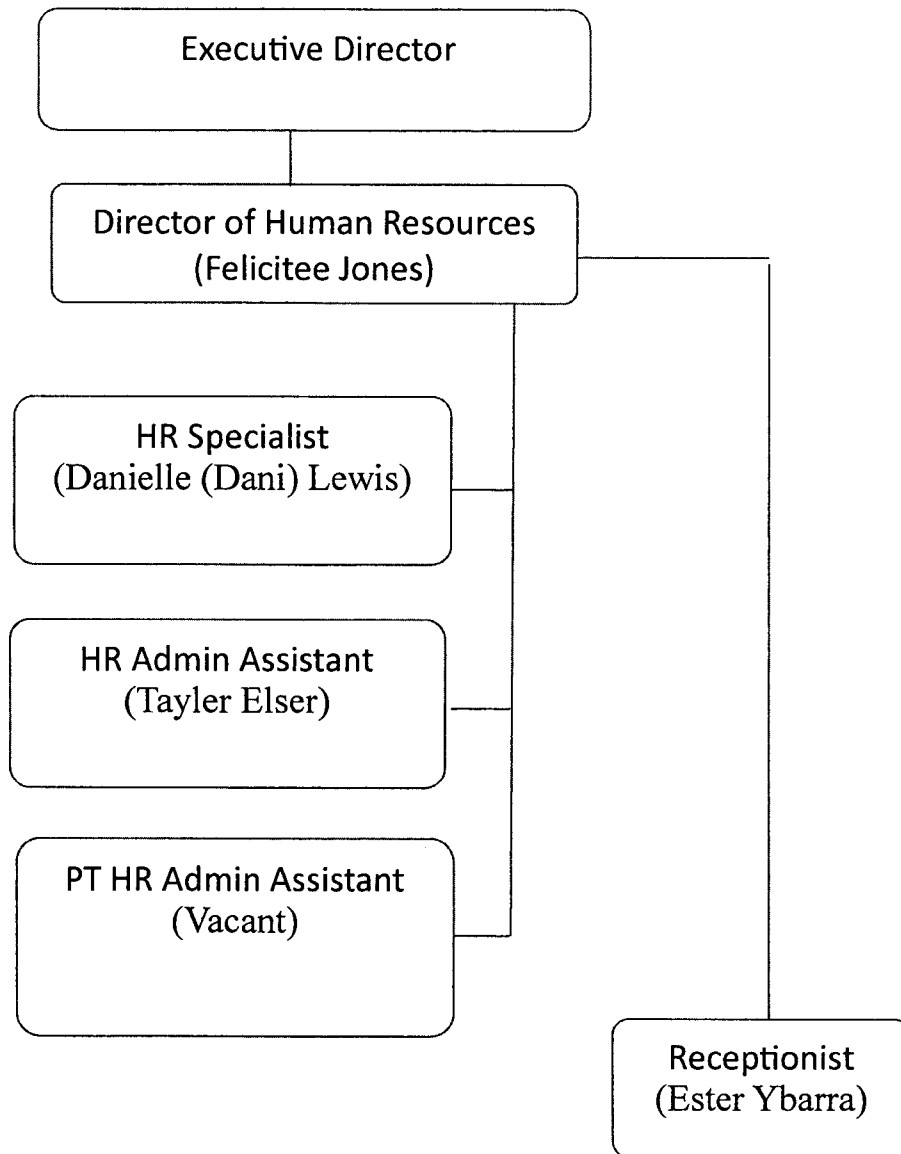 Executive Director
Director of Human Resources
(Felicitee Jones)
HR Specialist
(Danielle (Dani) Lewis)
HR Admin Assistant
(Tayler Elser)
PT HR Admin Assistant
(Vacant)
Receptionist
(Ester Ybarra)